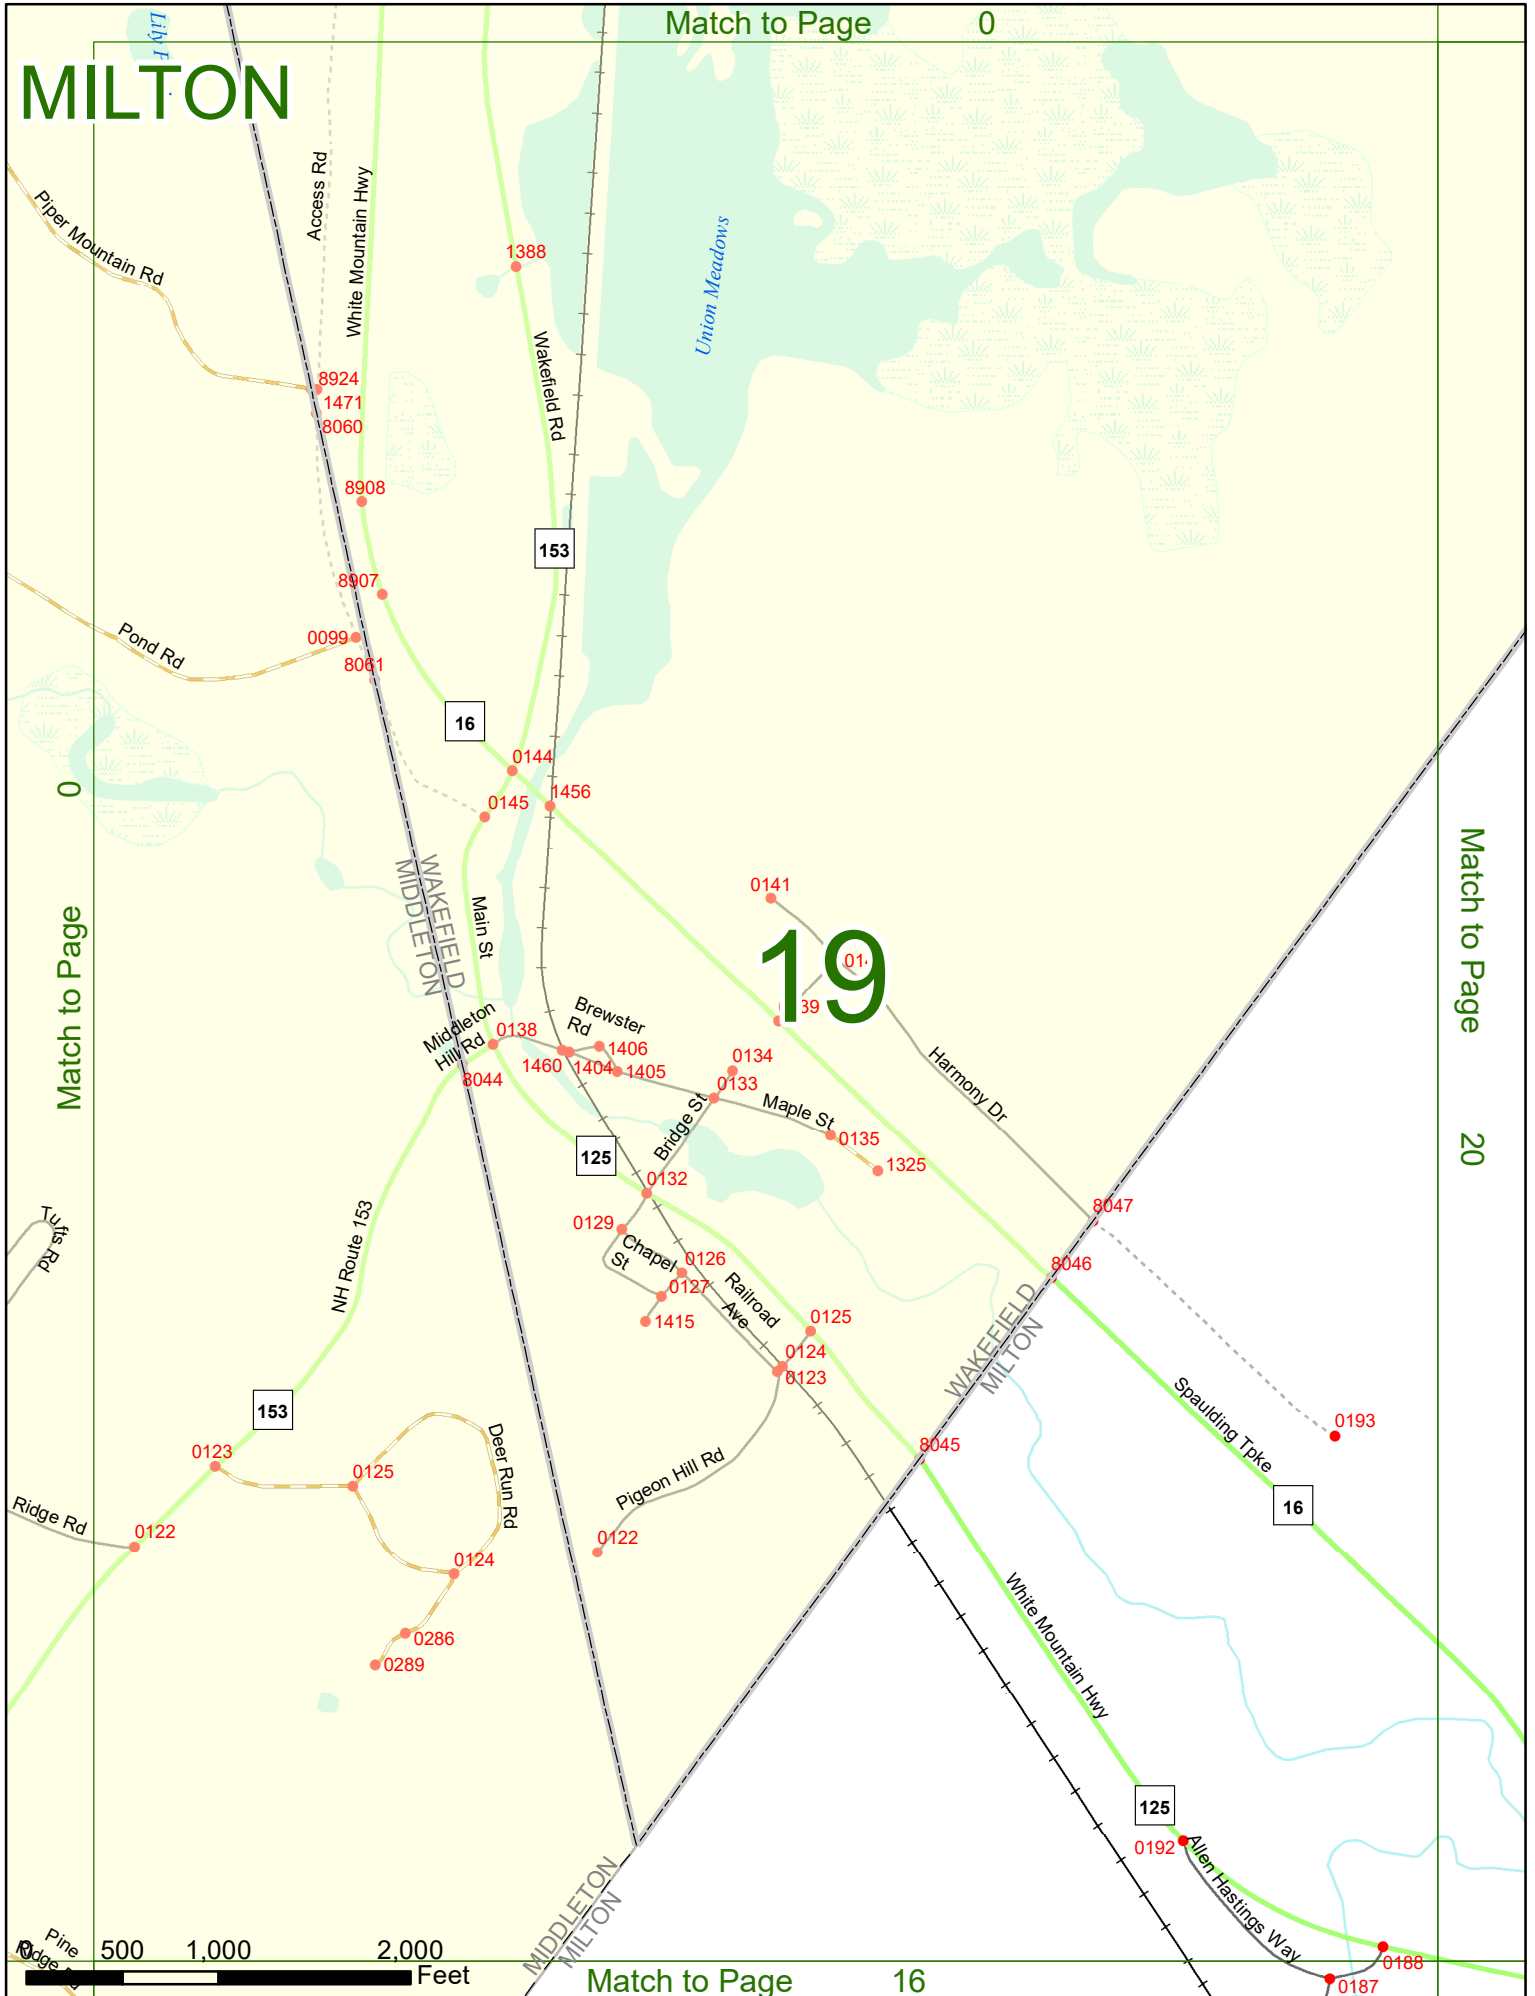 Match to Page 0
MILTON
Lily
Access Rd
White Mountain Hwy
Piper Mountain Rd
1388
Union Meadows
Wakefield Rd
8924
1471
8060
8908
153
8907
0099
Pond Rd
8061
16
0144
0145
1456
Match to Page 0
Match to Page 20
WAKEFIELD
MIDDLETON
Main St
0141
19
Brewster
Rd
Middleton
Hill Rd
0138
1460
1404
1406
1405
8044
0134
0133
Harmony Dr
Maple St
0135
1325
Bridge St
125
0132
0129
Chapel
St
0126
0127
1415
Railroad
Ave
0125
0124
0123
8047
8046
WAKEFIELD
MILTON
Tufts Rd
NH Route 153
153
0193
Spaulding Tpke
16
8045
0123
0125
Deer Run Rd
Pigeon Hill Rd
0122
Ridge Rd
0122
0124
0286
0289
White Mountain Hwy
125
0192
Allen Hastings Way
0188
0187
MIDDLETON
MILTON
Pine
Ridge Rd
0 500 1,000 2,000
Feet
Match to Page 16